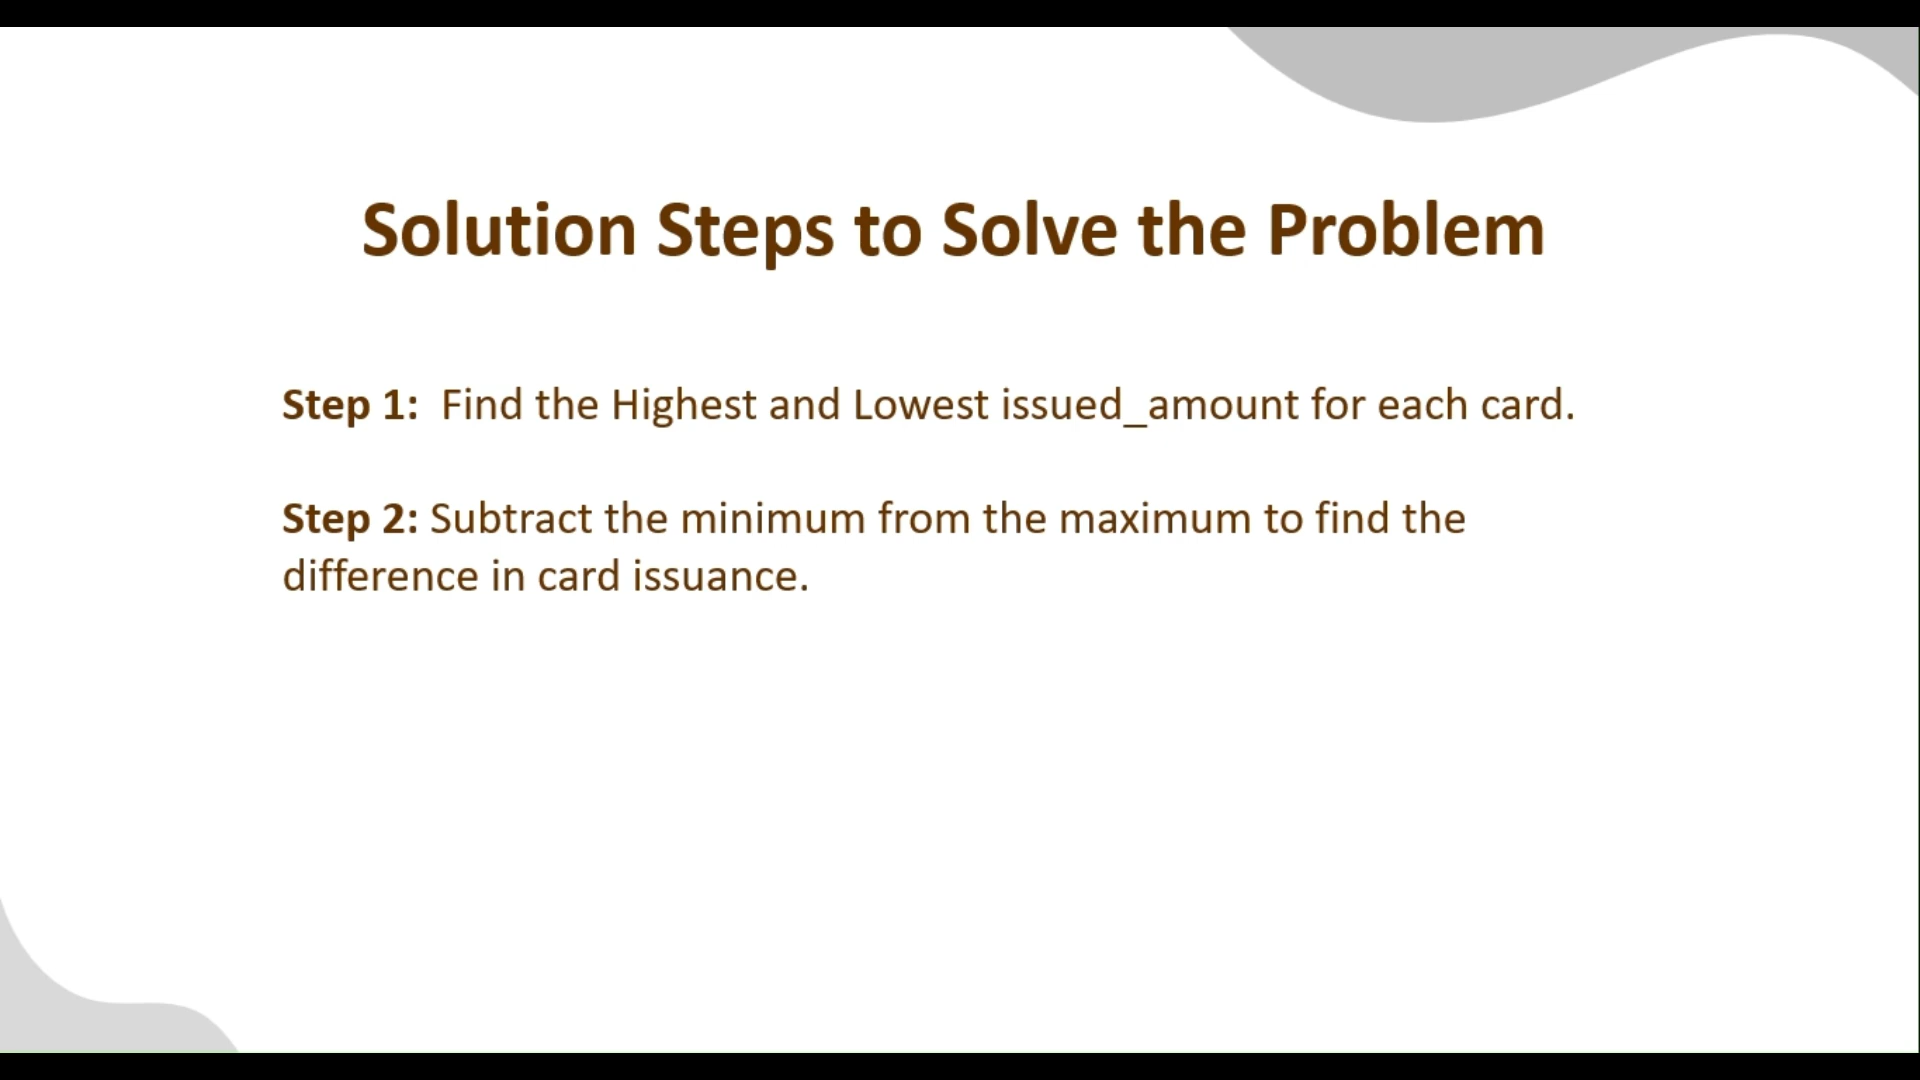 Solution Steps to Solve the Problem
Step 1: Find the Highest and Lowest issued_amount for each card.
Step 2: Subtract the minimum from the maximum to find the
difference in card issuance.